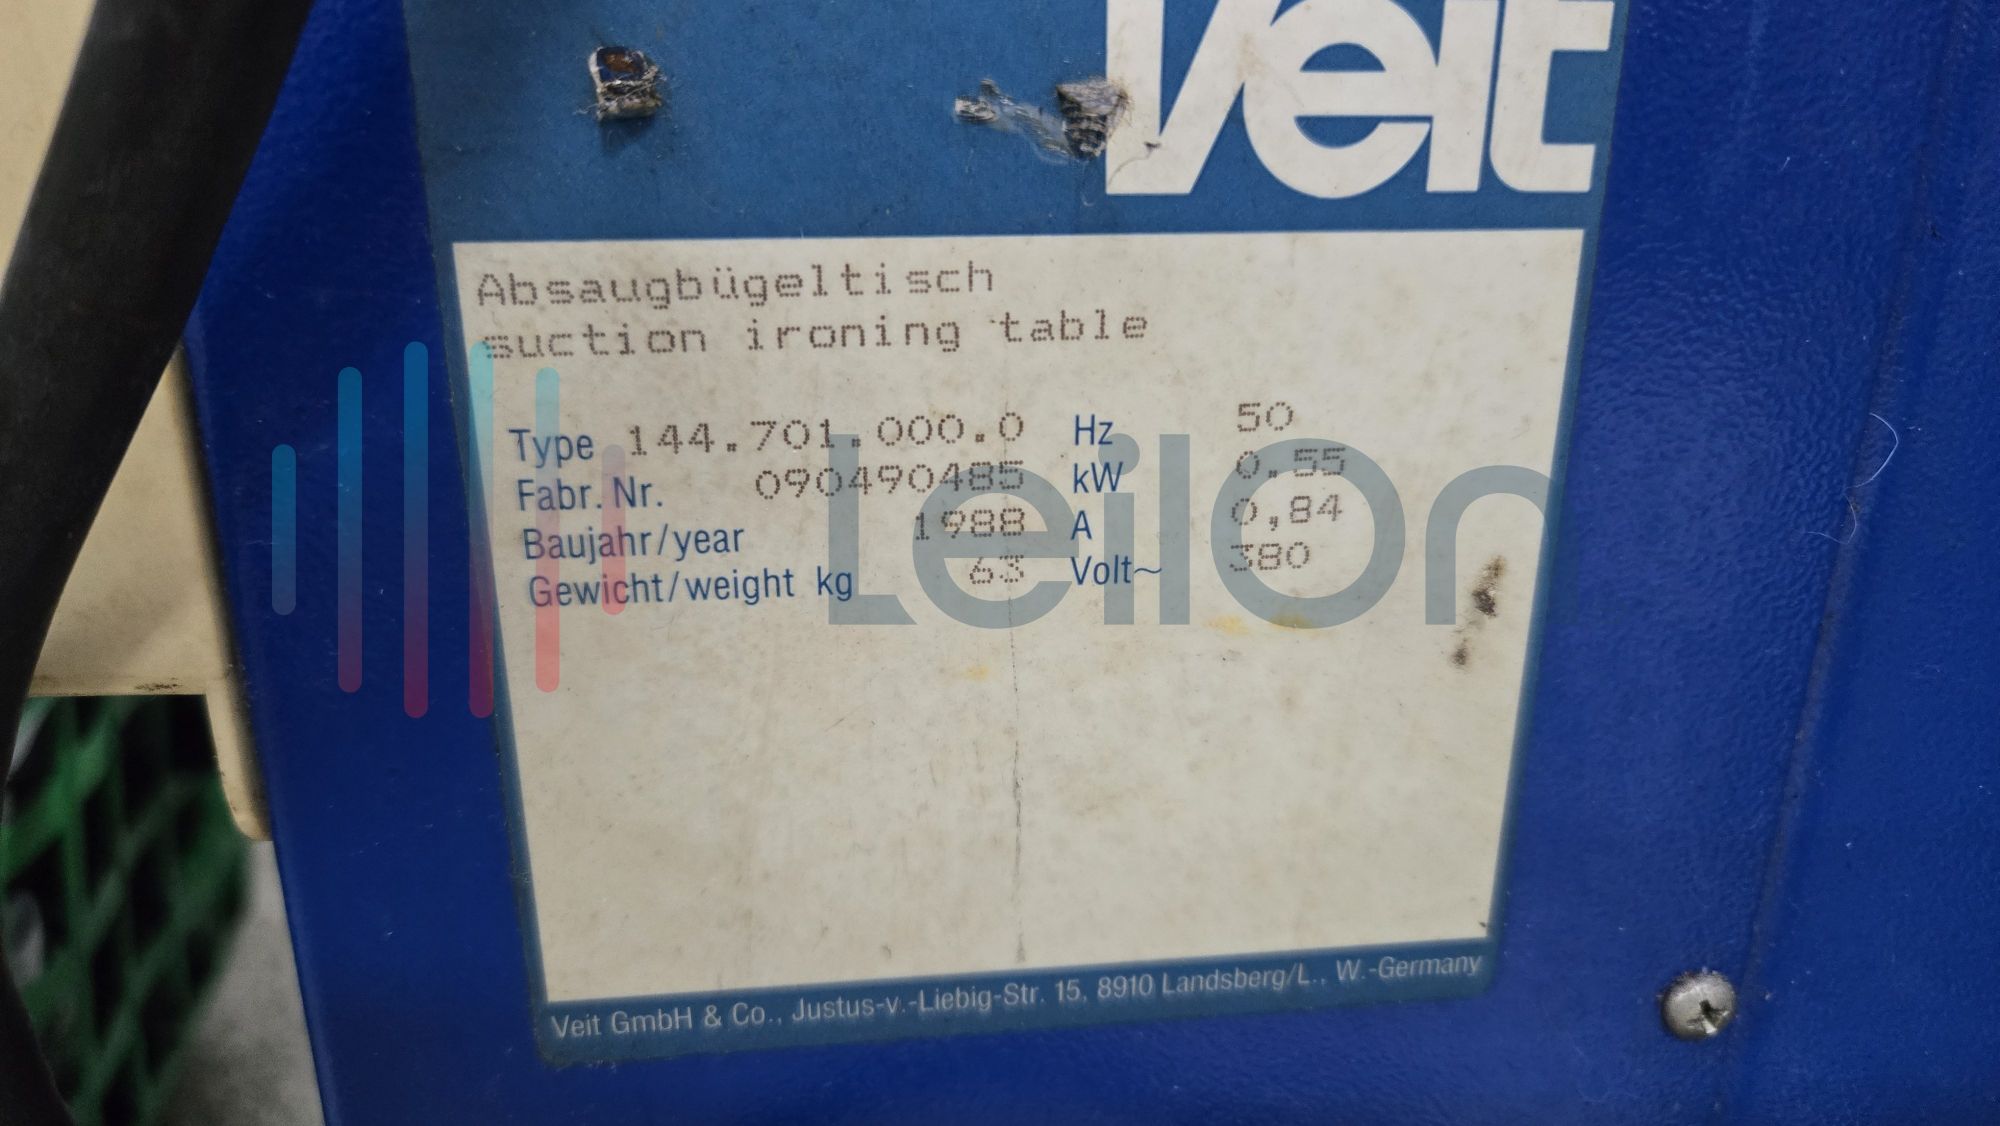 Veit
Absaugbügeltisch
suction ironing table
Type 144.701.000.0 Hz 50
Fabr. Nr. 090490485 kW 0.55
Baujahr/year 1988 A 0,84
Gewicht/weight kg 63 Volt~ 380
LeilOn
Veit GmbH & Co., Justus-v.-Liebig-Str. 15, 8910 Landsberg/L., W.-Germany